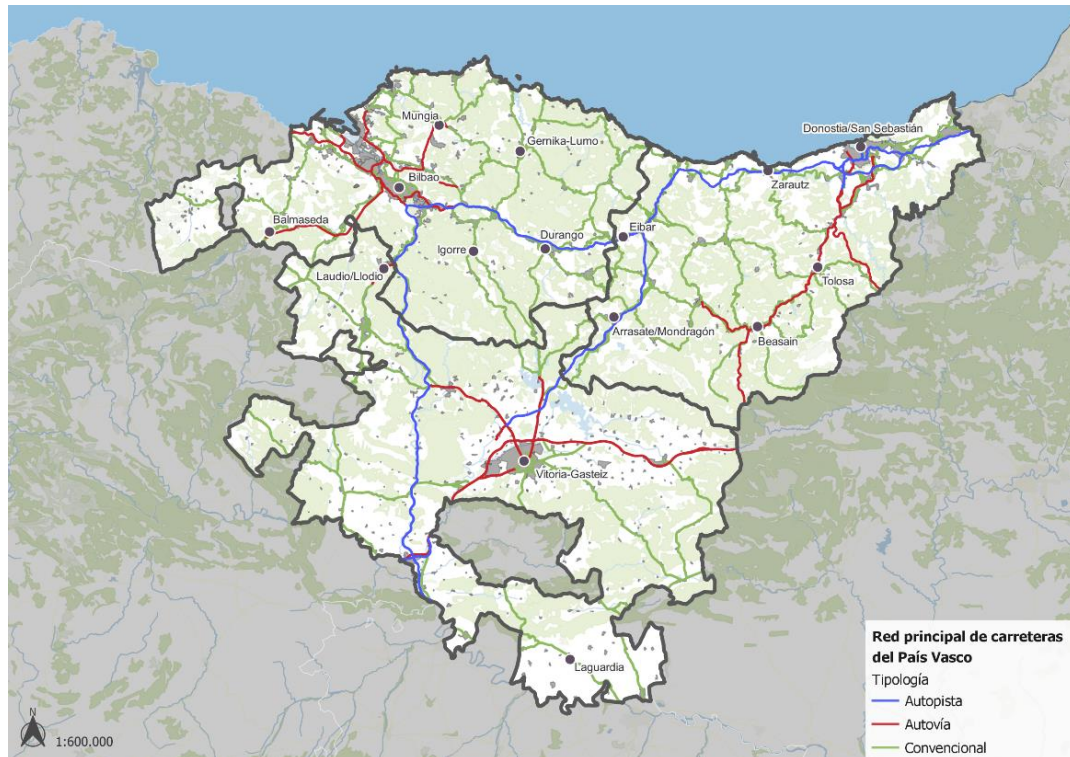 Mungia
Gernika-Lumo
Donostia/San Sebastián
Bilbao
Zarautz
Balmaseda
Igorre
Durango
Eibar
Laudio/Llodio
Tolosa
Arrasate/Mondragón
Beasain
Vitoria-Gasteiz
Laguardia
Red principal de carreteras
del País Vasco
Tipología
Autopista
Autovía
Convencional
N
1:600.000